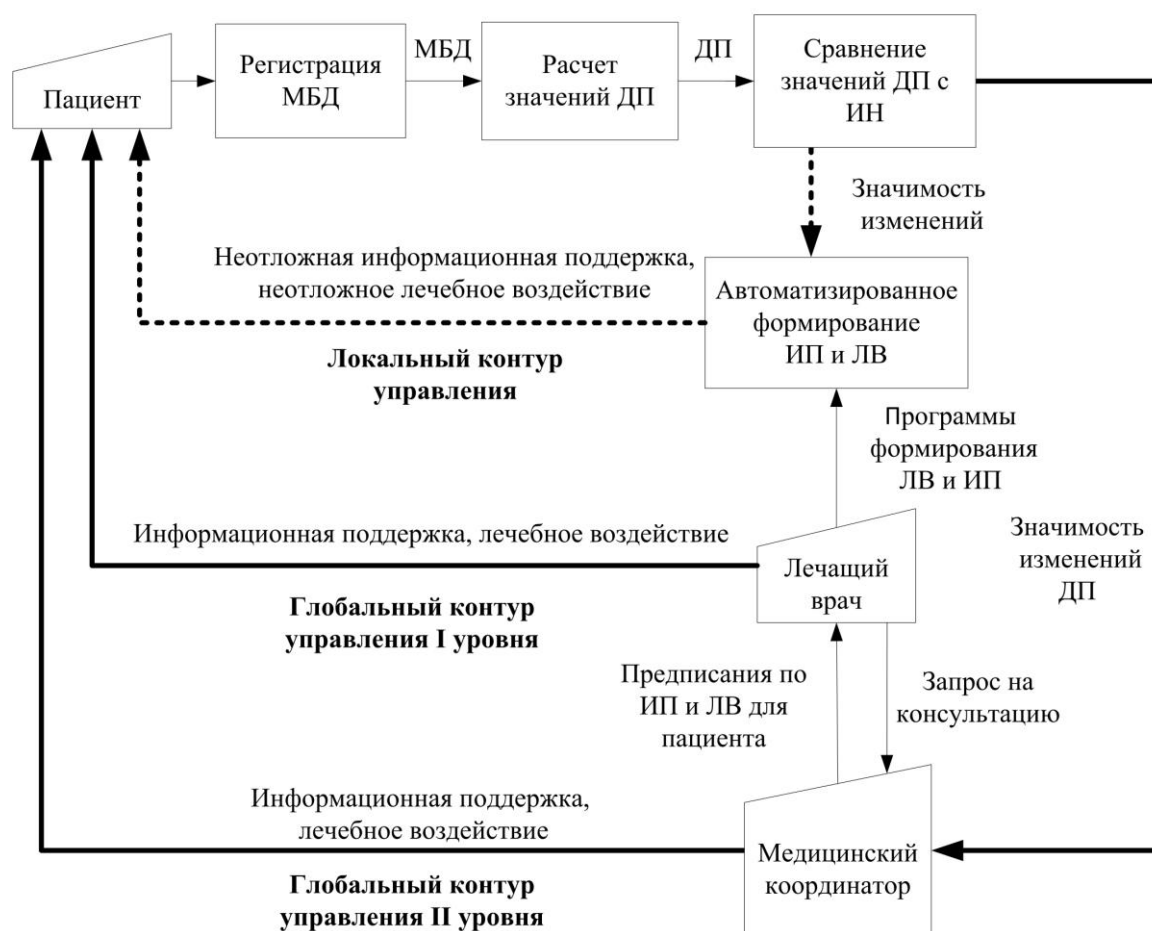 Пациент
Регистрация
МБД
МБД
Расчет
значений ДП
ДП
Сравнение
значений ДП с
ИН
Значимость
изменений
Неотложная информационная поддержка,
неотложное лечебное воздействие
Автоматизированное
формирование
ИП и ЛВ
Локальный контур
управления
Программы
формирования
ЛВ и ИП
Информационная поддержка, лечебное воздействие
Лечащий
врач
Значимость
изменений
ДП
Глобальный контур
управления I уровня
Предписания по
ИП и ЛВ для
пациента
Запрос на
консультацию
Информационная поддержка,
лечебное воздействие
Медицинский
координатор
Глобальный контур
управления II уровня